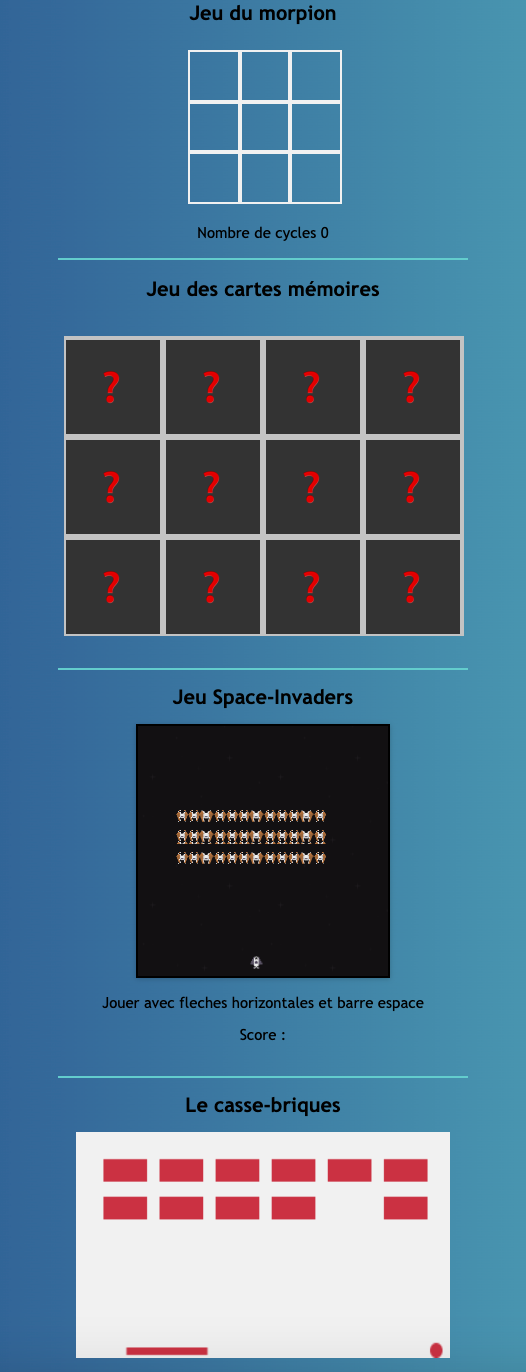 Jeu du morpion
Nombre de cycles 0
Jeu des cartes mémoires
? ? ? ?
? ? ? ?
? ? ? ?
Jeu Space-Invaders
Jouer avec fleches horizontales et barre espace
Score :
Le casse-briques